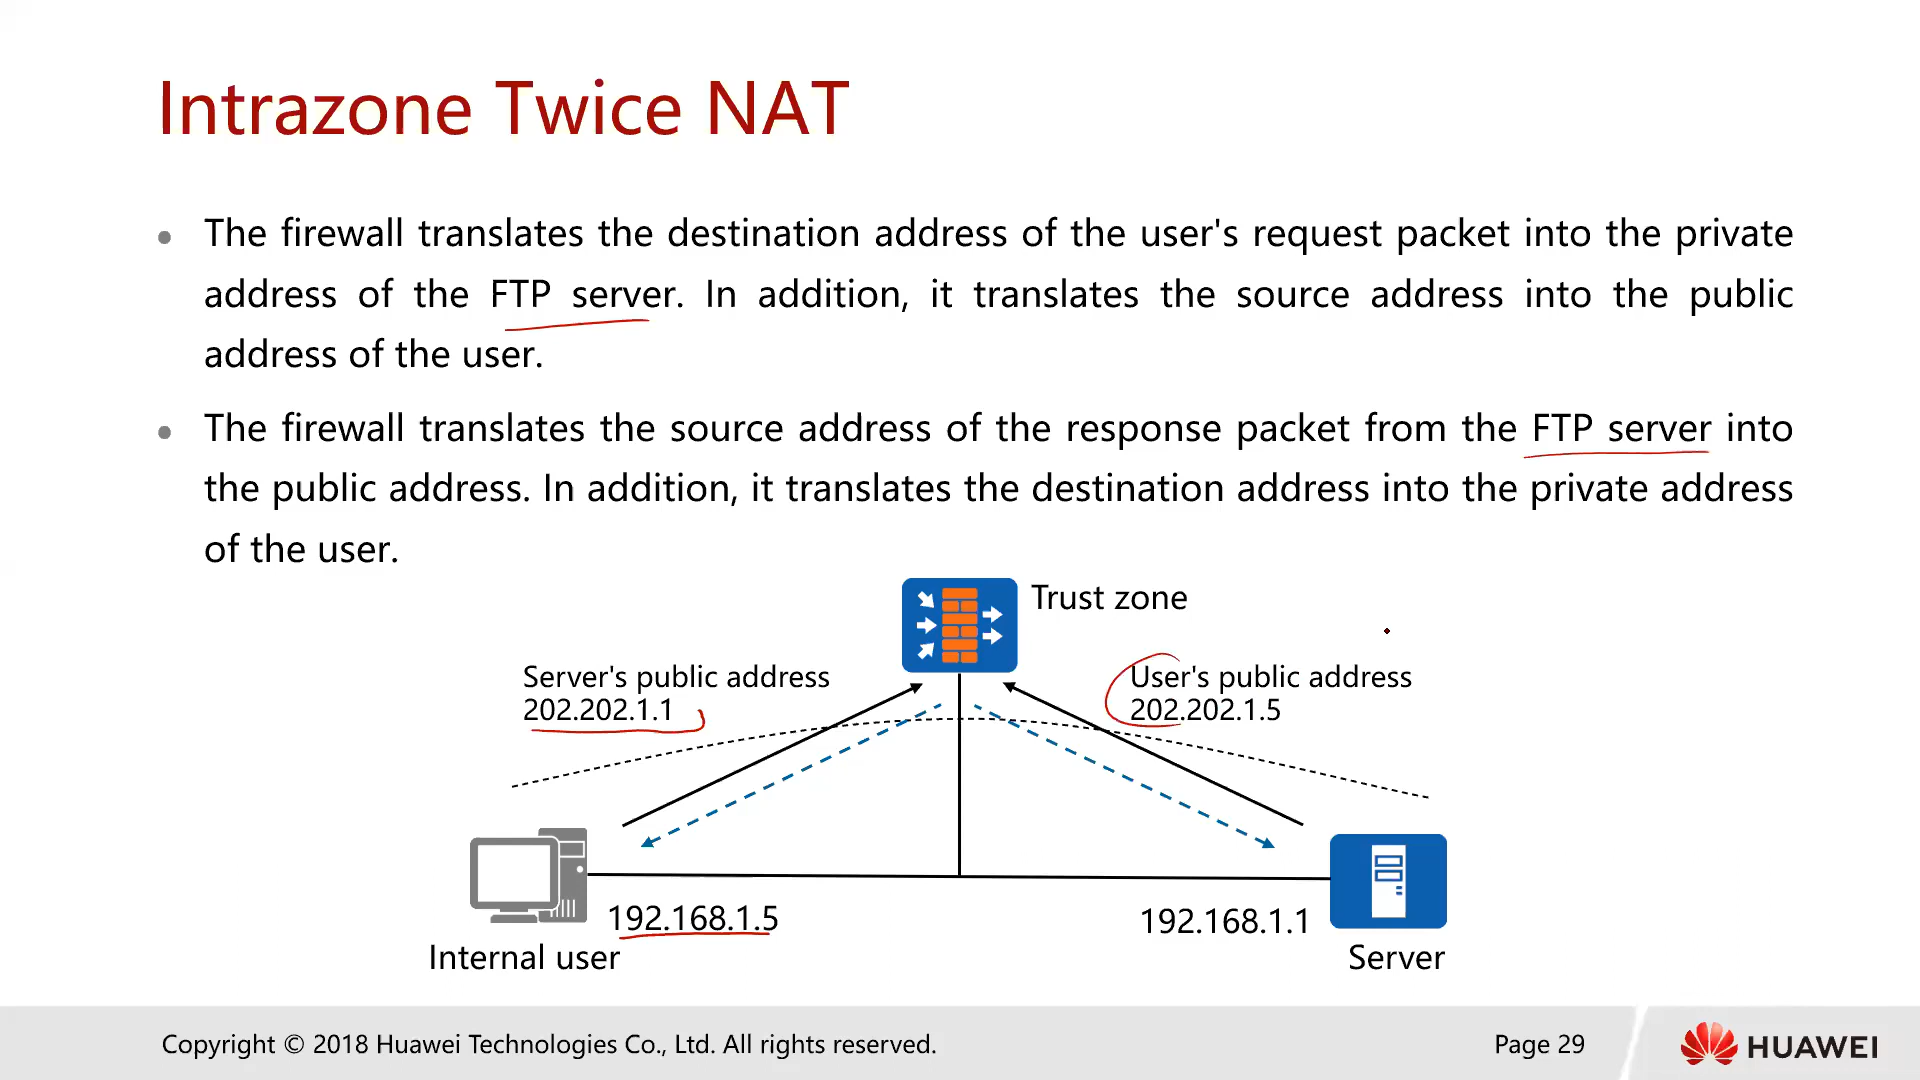 Intrazone Twice NAT
The firewall translates the destination address of the user's request packet into the private
address of the FTP server. In addition, it translates the source address into the public
address of the user.
The firewall translates the source address of the response packet from the FTP server into
the public address. In addition, it translates the destination address into the private address
of the user.
Trust zone
Server's public address
202.202.1.1
User's public address
202.202.1.5
192.168.1.5
192.168.1.1
Internal user
Server
Copyright © 2018 Huawei Technologies Co., Ltd. All rights reserved.
Page 29
HUAWEI